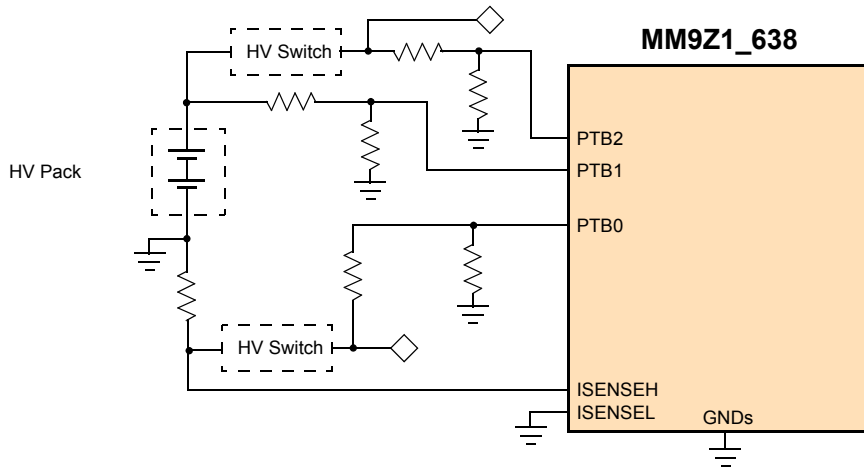 MM9Z1_638
HV Switch
PTB2
PTB1
HV Pack
PTB0
HV Switch
ISENSEH
ISENSEL
GNDs